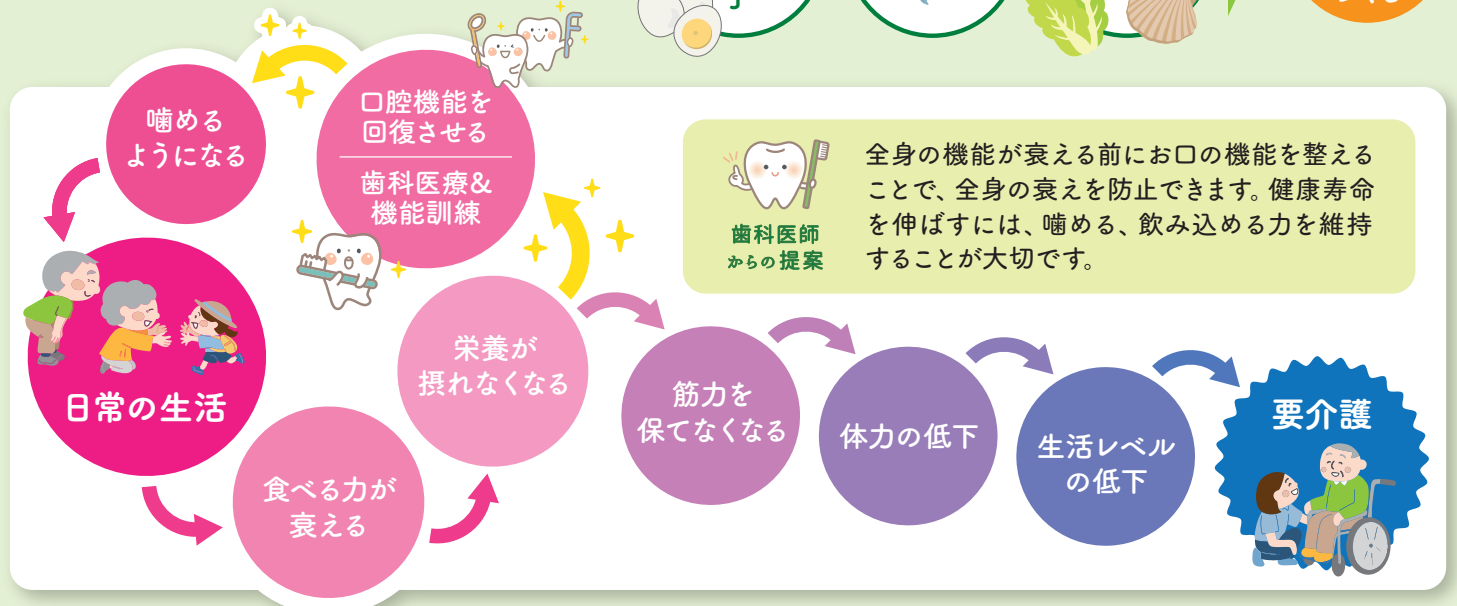 噛める
ようになる
口腔機能を
回復させる
歯科医療&
機能訓練
日常の生活
食べる力が
衰える
栄養が
摂れなくなる
歯科医師
からの提案
全身の機能が衰える前にお口の機能を整える
ことで、全身の衰えを防止できます。健康寿命
を伸ばすには、噛める、飲み込める力を維持
することが大切です。
筋力を
保てなくなる
体力の低下
生活レベル
の低下
要介護